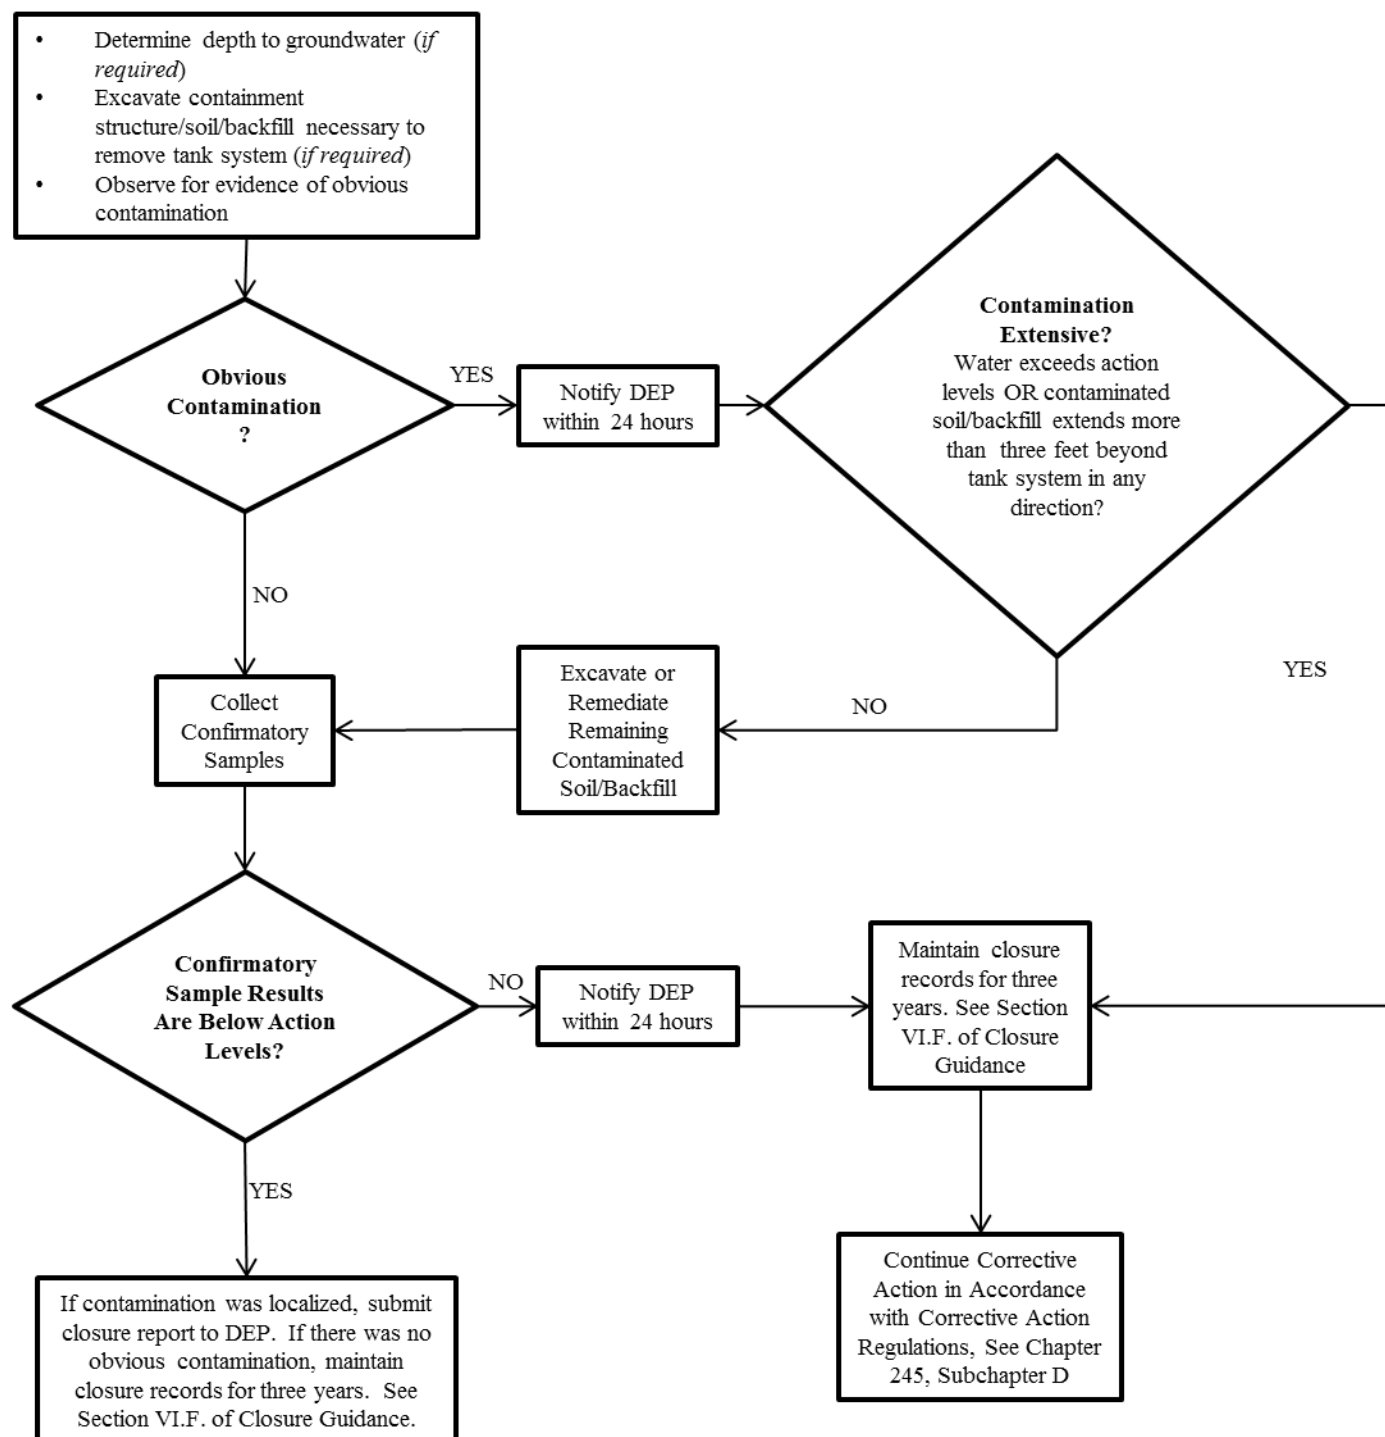 • Determine depth to groundwater (if
required)
• Excavate containment
structure/soil/backfill necessary to
remove tank system (if required)
• Observe for evidence of obvious
contamination
Obvious
Contamination
?
YES
Notify DEP
within 24 hours
Contamination
Extensive?
Water exceeds action
levels OR contaminated
soil/backfill extends more
than three feet beyond
tank system in any
direction?
NO
YES
Collect
Confirmatory
Samples
Excavate or
Remediate
Remaining
Contaminated
Soil/Backfill
NO
Confirmatory
Sample Results
Are Below Action
Levels?
NO
Notify DEP
within 24 hours
Maintain closure
records for three
years. See Section
VI.F. of Closure
Guidance
YES
If contamination was localized, submit
closure report to DEP. If there was no
obvious contamination, maintain
closure records for three years. See
Section VI.F. of Closure Guidance.
Continue Corrective
Action in Accordance
with Corrective Action
Regulations, See Chapter
245, Subchapter D